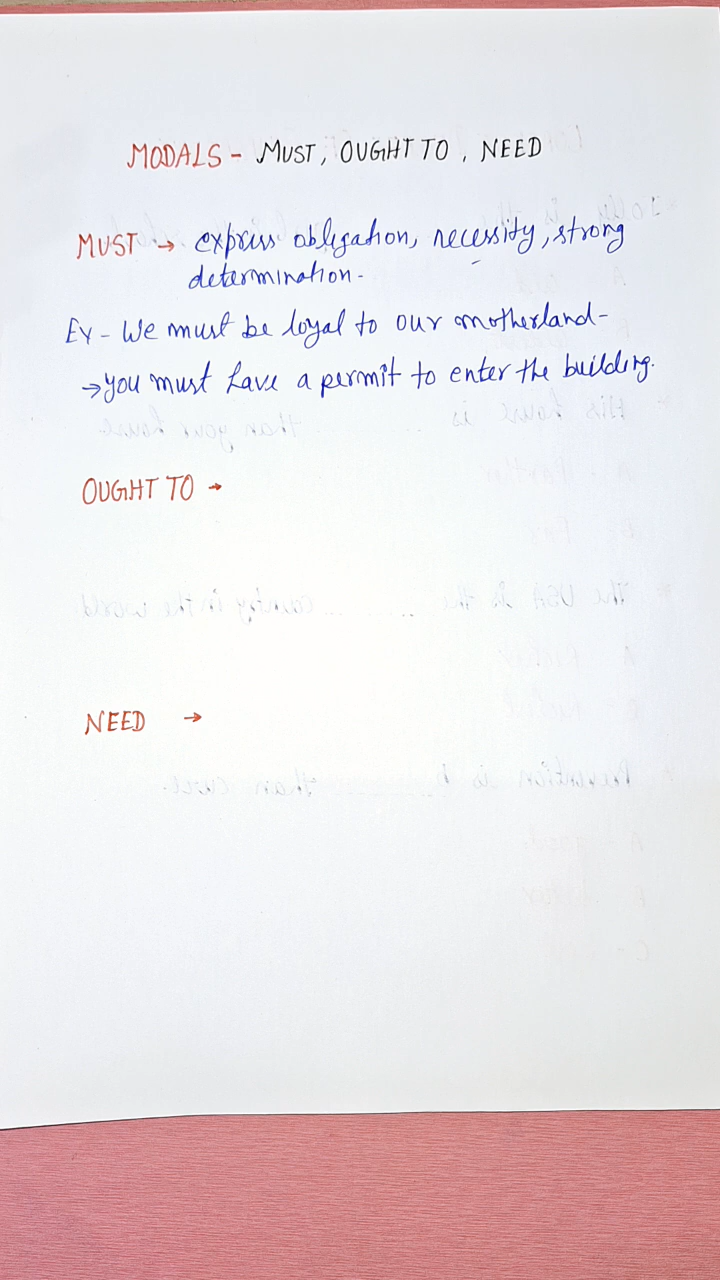 MODALS - MUST, OUGHT TO, NEED
MUST → express obligation, necessity, strong
determination.
Ex - We must be loyal to our motherland-
→ you must have a permit to enter the building.
OUGHT TO →
NEED →